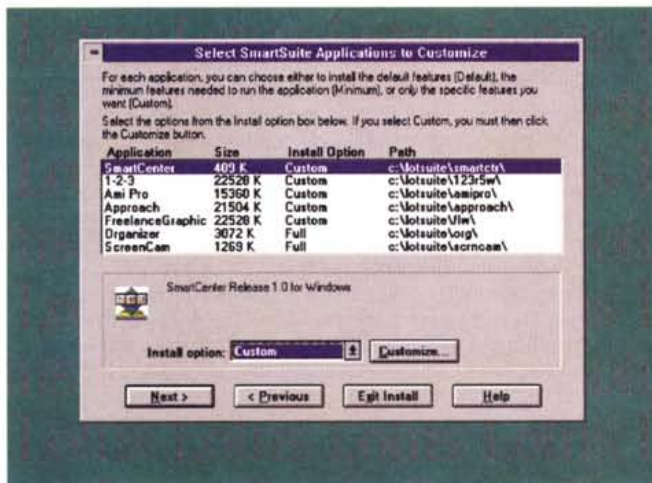 Select SmartSuite Applications to Customize
For each application, you can choose either to install the default features (Default), the
minimum features needed to run the application (Minimum), or only the specific features you
want (Custom).
Select the options from the Install option box below. If you select Custom, you must then click
the Customize button.
Application Size Install Option Path
SmartCenter 409 K Custom c:\lotsuite\smartctr\
1-2-3 22528 K Custom c:\lotsuite\123r5w\
Ami Pro 15360 K Custom c:\lotsuite\amipro\
Approach 21504 K Custom c:\lotsuite\approach\
FreelanceGraphic 22528 K Custom c:\lotsuite\flw\
Organizer 3072 K Full c:\lotsuite\org\
ScreenCam 1269 K Full c:\lotsuite\scrncam\
SmartCenter Release 1.0 for Windows
Install option: Custom Customize...
Next > < Previous Exit Install Help